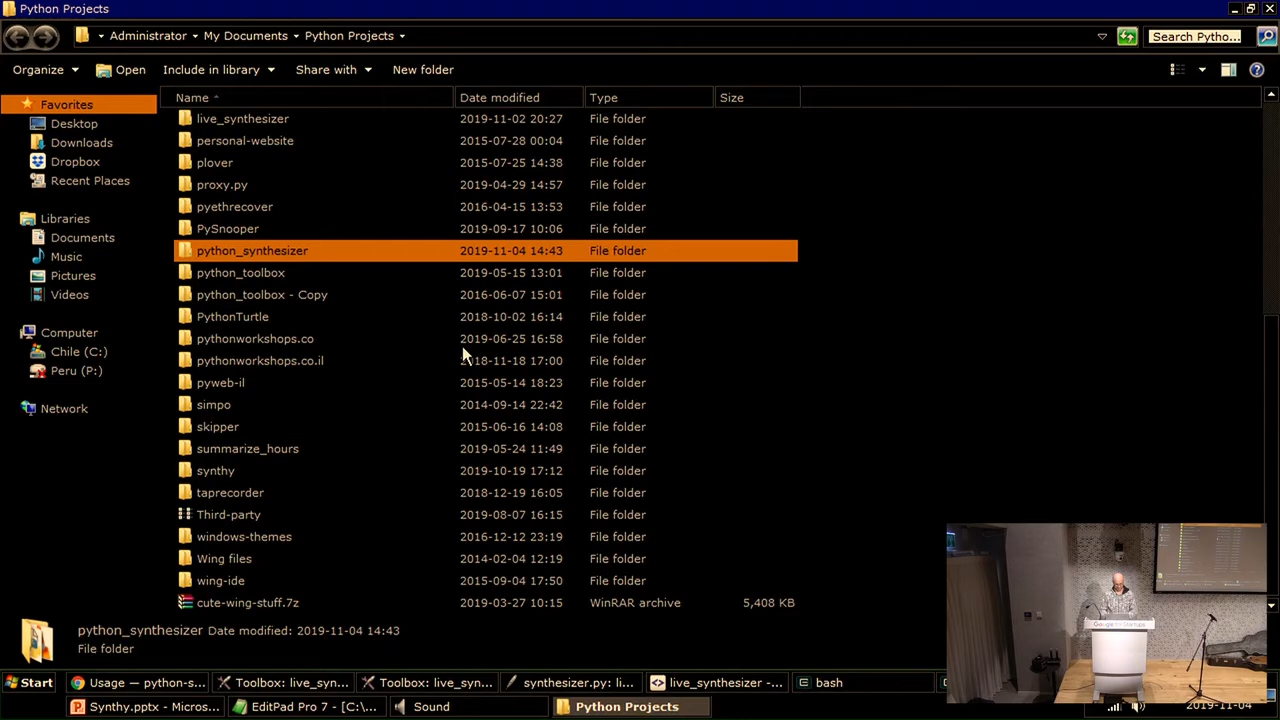 Python Projects
Administrator My Documents Python Projects Search Pytho...
Organize Open Include in library Share with New folder
Name Date modified Type Size
Favorites
Desktop
Downloads
Dropbox
Recent Places
Libraries
Documents
Music
Pictures
Videos
Computer
Chile (C:)
Peru (P:)
Network
live_synthesizer 2019-11-02 20:27 File folder
personal-website 2015-07-28 00:04 File folder
plover 2015-07-25 14:38 File folder
proxy.py 2019-04-29 14:57 File folder
pyethrecover 2016-04-15 13:53 File folder
PySnooper 2019-09-17 10:06 File folder
python_synthesizer 2019-11-04 14:43 File folder
python_toolbox 2019-05-15 13:01 File folder
python_toolbox - Copy 2016-06-07 15:01 File folder
PythonTurtle 2018-10-02 16:14 File folder
pythonworkshops.co 2019-06-25 16:58 File folder
pythonworkshops.co.il 2018-11-18 17:00 File folder
pyweb-il 2015-05-14 18:23 File folder
simpo 2014-09-14 22:42 File folder
skipper 2015-06-16 14:08 File folder
summarize_hours 2019-05-24 11:49 File folder
synthy 2019-10-19 17:12 File folder
taprecorder 2018-12-19 16:05 File folder
Third-party 2019-08-07 16:15 File folder
windows-themes 2016-12-12 23:19 File folder
Wing files 2014-02-04 12:19 File folder
wing-ide 2015-09-04 17:50 File folder
cute-wing-stuff.7z 2019-03-27 10:15 WinRAR archive 5,408 KB
python_synthesizer Date modified: 2019-11-04 14:43
File folder
Google for Startups
Start Usage — python-s... Toolbox: live_syn... Toolbox: live_syn... synthesizer.py: li... live_synthesizer -... bash
Synthy.pptx - Micros... EditPad Pro 7 - [C:\... Sound Python Projects 2019-11-04